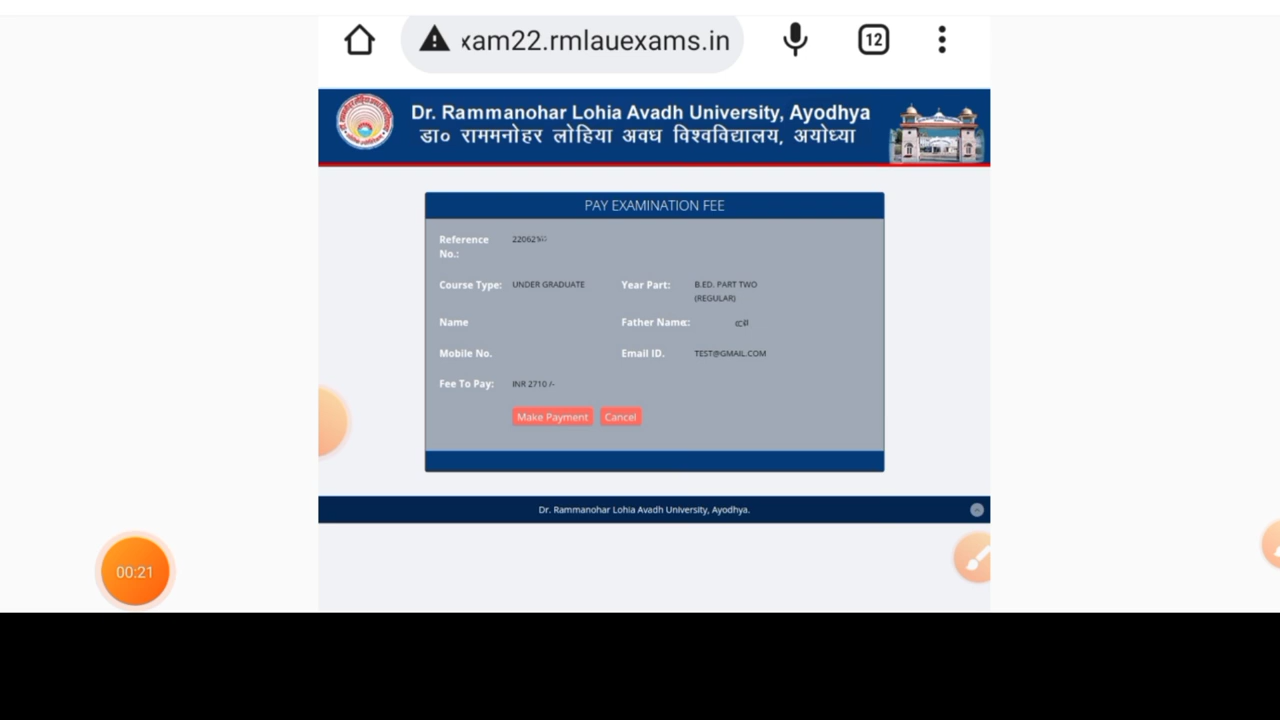 xam22.rmlauexams.in
12
Dr. Rammanohar Lohia Avadh University, Ayodhya
डा० राममनोहर लोहिया अवध विश्वविद्यालय, अयोध्या
PAY EXAMINATION FEE
Reference No.: 22062
Course Type: UNDER GRADUATE Year Part: B.ED. PART TWO
(REGULAR)
Name Father Name:
Mobile No. Email ID. TEST@GMAIL.COM
Fee To Pay: INR 2710 /-
Make Payment Cancel
Dr. Rammanohar Lohia Avadh University, Ayodhya.
00:21